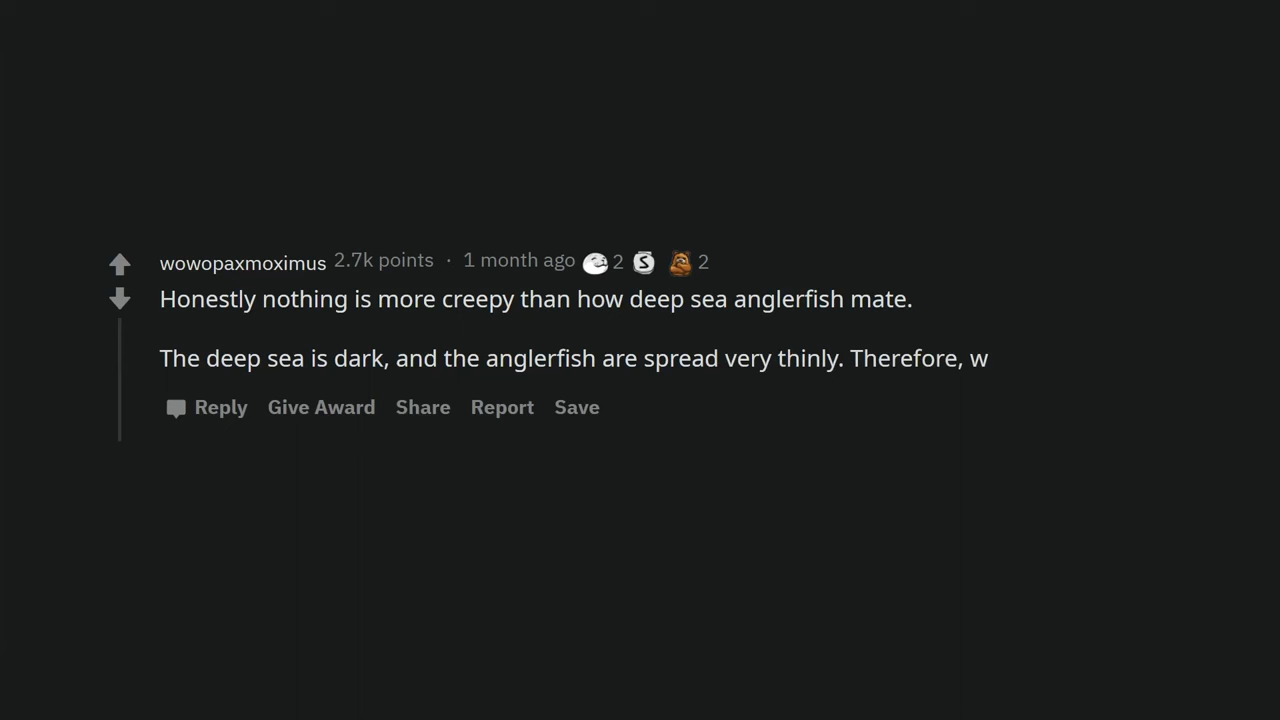 wowopaxmoximus 2.7k points · 1 month ago 2 S 2
Honestly nothing is more creepy than how deep sea anglerfish mate.
The deep sea is dark, and the anglerfish are spread very thinly. Therefore, w
Reply Give Award Share Report Save